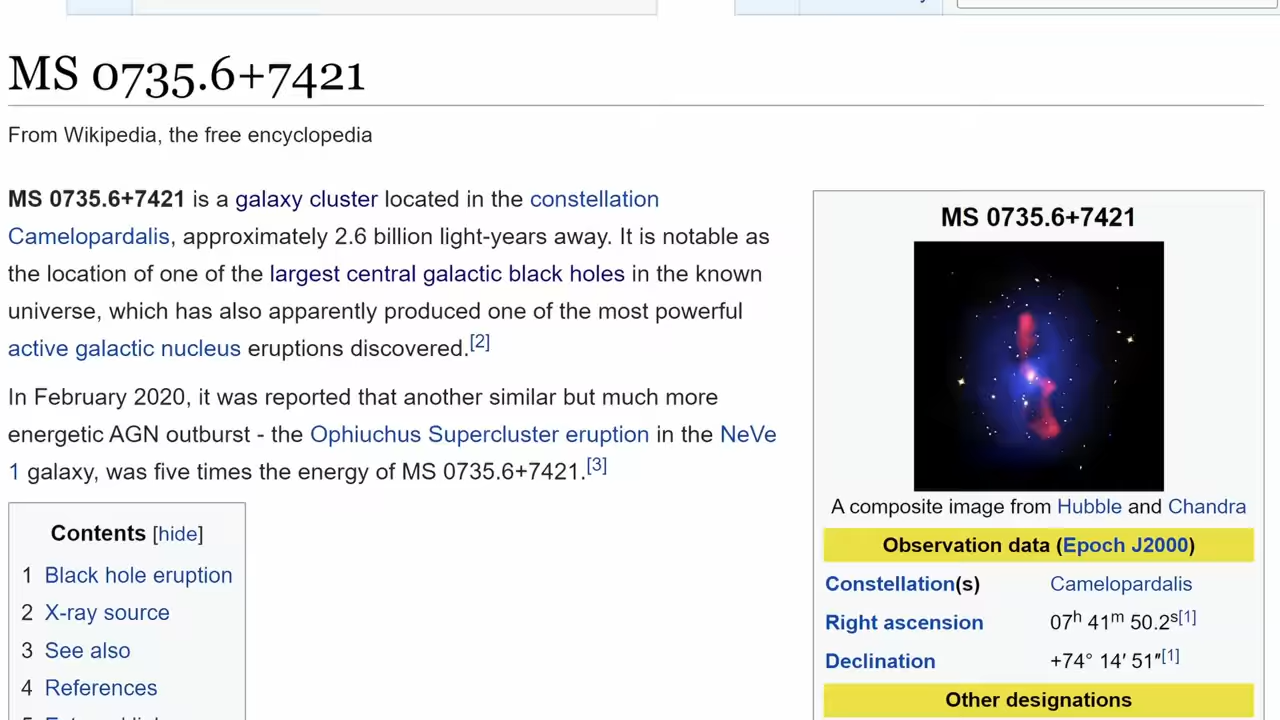 MS 0735.6+7421
From Wikipedia, the free encyclopedia
MS 0735.6+7421 is a galaxy cluster located in the constellation
Camelopardalis, approximately 2.6 billion light-years away. It is notable as
the location of one of the largest central galactic black holes in the known
universe, which has also apparently produced one of the most powerful
active galactic nucleus eruptions discovered.[2]
In February 2020, it was reported that another similar but much more
energetic AGN outburst - the Ophiuchus Supercluster eruption in the NeVe
1 galaxy, was five times the energy of MS 0735.6+7421.[3]
Contents [hide]
1 Black hole eruption
2 X-ray source
3 See also
4 References
MS 0735.6+7421
A composite image from Hubble and Chandra
Observation data (Epoch J2000)
Constellation(s) Camelopardalis
Right ascension 07h 41m 50.2s[1]
Declination +74° 14′ 51″[1]
Other designations